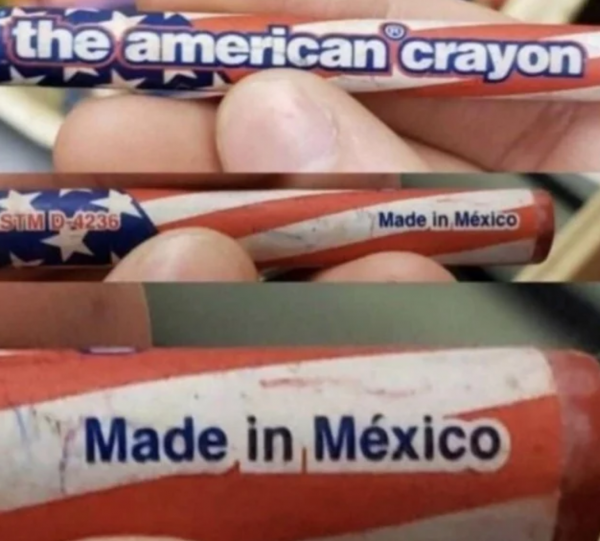 the american® crayon
STM D-4236
Made in México
Made in México